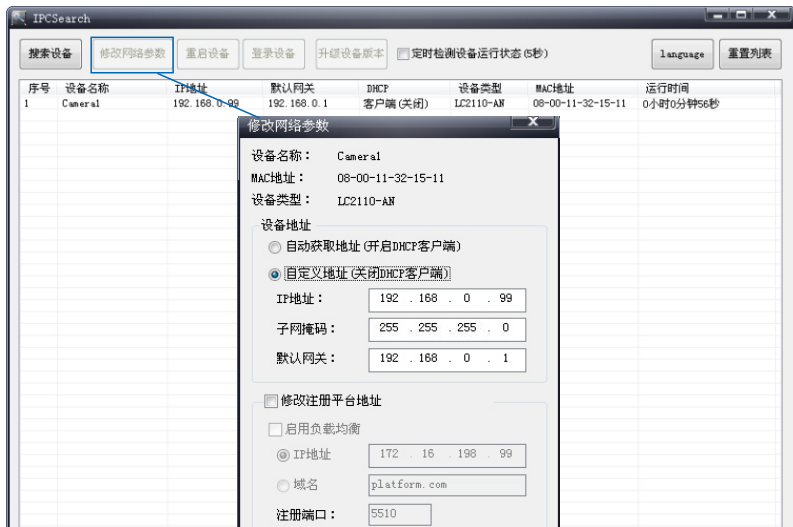 IPCSearch
搜索设备 修改网络参数 重启设备 登录设备 升级设备版本 定时检测设备运行状态(5秒) language 重置列表
序号 设备名称 IP地址 默认网关 DHCP 设备类型 MAC地址 运行时间
1 Camera1 192.168.0.99 192.168.0.1 客户端(关闭) LC2110-AN 08-00-11-32-15-11 0小时0分钟56秒
修改网络参数
设备名称： Camera1
MAC地址： 08-00-11-32-15-11
设备类型： LC2110-AN
设备地址
自动获取地址(开启DHCP客户端)
自定义地址(关闭DHCP客户端)
IP地址： 192 . 168 . 0 . 99
子网掩码： 255 . 255 . 255 . 0
默认网关： 192 . 168 . 0 . 1
修改注册平台地址
启用负载均衡
IP地址 172 . 16 . 198 . 99
域名 platform.com
注册端口： 5510